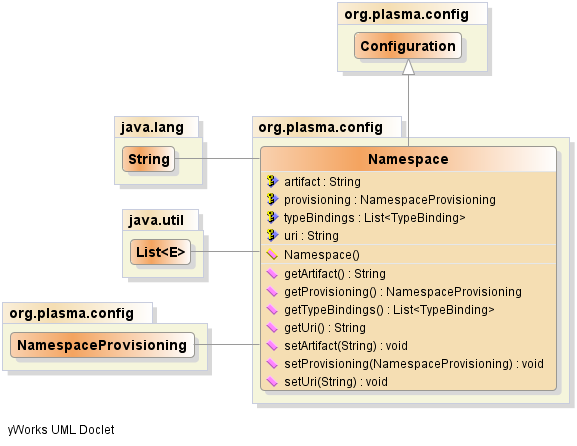 org.plasma.config
Configuration
java.lang
String
org.plasma.config
Namespace
artifact : String
provisioning : NamespaceProvisioning
typeBindings : List<TypeBinding>
uri : String
Namespace()
getArtifact() : String
getProvisioning() : NamespaceProvisioning
getTypeBindings() : List<TypeBinding>
getUri() : String
setArtifact(String) : void
setProvisioning(NamespaceProvisioning) : void
setUri(String) : void
java.util
List<E>
org.plasma.config
NamespaceProvisioning
yWorks UML Doclet